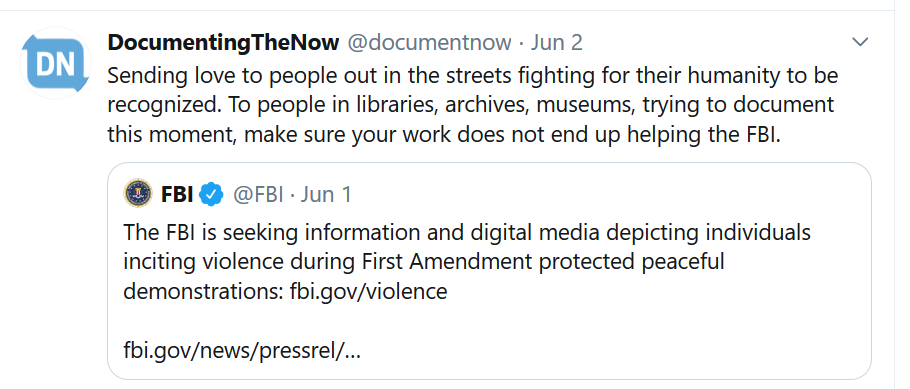 DN
DocumentingTheNow @documentnow · Jun 2
Sending love to people out in the streets fighting for their humanity to be
recognized. To people in libraries, archives, museums, trying to document
this moment, make sure your work does not end up helping the FBI.
FBI @FBI · Jun 1
The FBI is seeking information and digital media depicting individuals
inciting violence during First Amendment protected peaceful
demonstrations: fbi.gov/violence
fbi.gov/news/pressrel/...